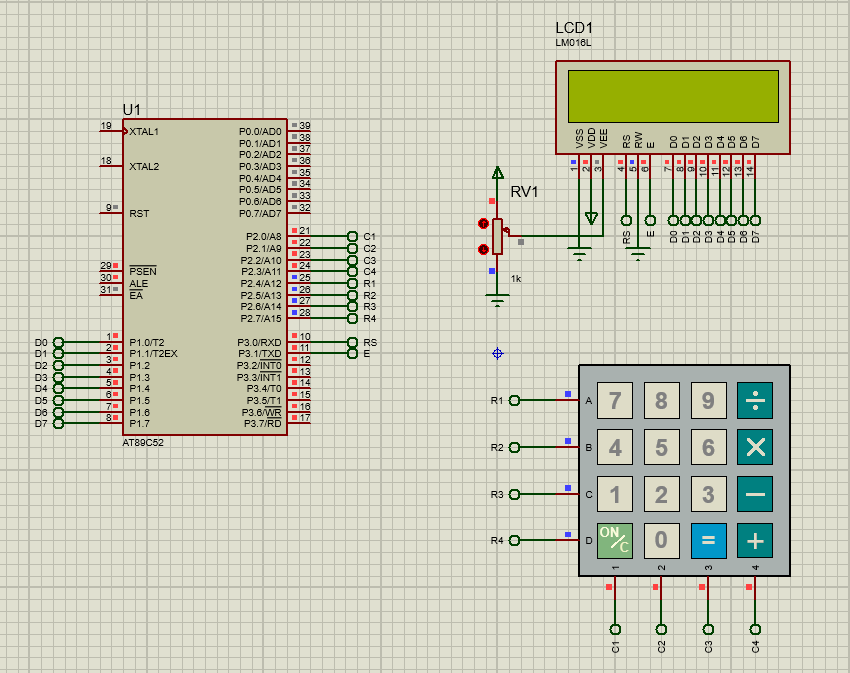 LCD1
LM016L
VSS VDD VEE RS RW E D0 D1 D2 D3 D4 D5 D6 D7
1 2 3 4 5 6 7 8 9 10 11 12 13 14
RS E D0 D1 D2 D3 D4 D5 D6 D7
RV1
1k
U1
19 XTAL1 P0.0/AD0 39
P0.1/AD1 38
P0.2/AD2 37
18 XTAL2 P0.3/AD3 36
P0.4/AD4 35
P0.5/AD5 34
P0.6/AD6 33
9 RST P0.7/AD7 32
P2.0/A8 21 C1
P2.1/A9 22 C2
P2.2/A10 23 C3
29 PSEN P2.3/A11 24 C4
30 ALE P2.4/A12 25 R1
31 EA P2.5/A13 26 R2
P2.6/A14 27 R3
P2.7/A15 28 R4
D0 1 P1.0/T2 P3.0/RXD 10 RS
D1 2 P1.1/T2EX P3.1/TXD 11 E
D2 3 P1.2 P3.2/INT0 12
D3 4 P1.3 P3.3/INT1 13
D4 5 P1.4 P3.4/T0 14
D5 6 P1.5 P3.5/T1 15
D6 7 P1.6 P3.6/WR 16
D7 8 P1.7 P3.7/RD 17
AT89C52
R1 A 7 8 9 ÷
R2 B 4 5 6 ×
R3 C 1 2 3 −
R4 D ON/C 0 = +
1 2 3 4
C1 C2 C3 C4